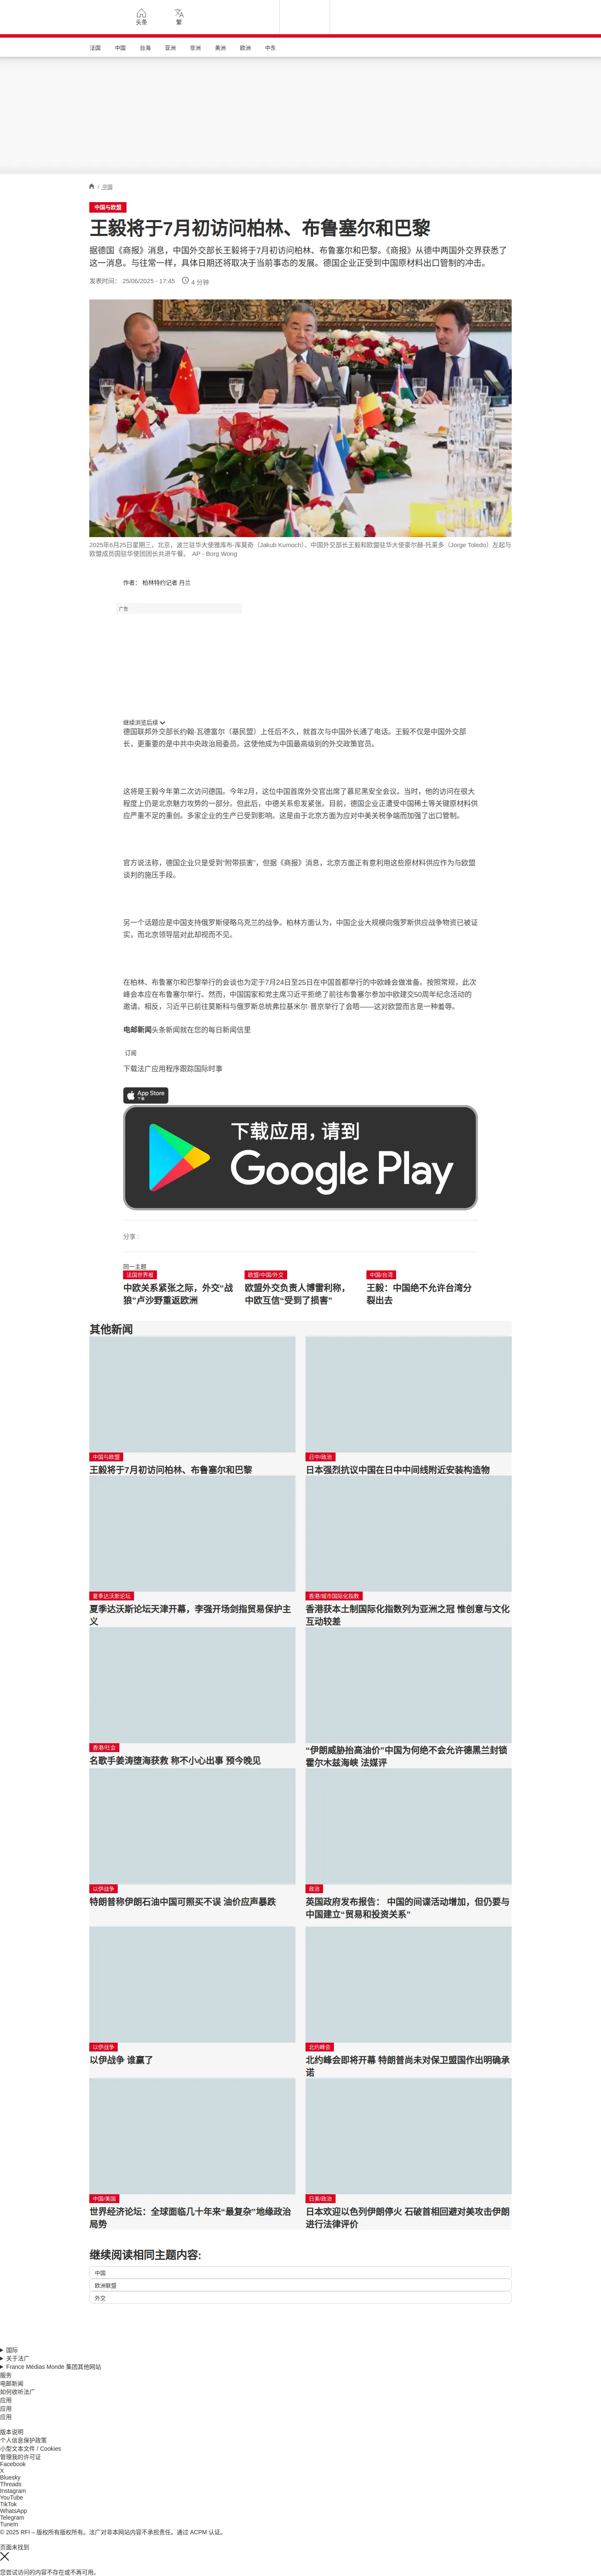 头条
繁
法国 中国 台海 亚洲 非洲 美洲 欧洲 中东
/ 中国
中国与欧盟
王毅将于7月初访问柏林、布鲁塞尔和巴黎
据德国《商报》消息，中国外交部长王毅将于7月初访问柏林、布鲁塞尔和巴黎。《商报》从德中两国外交界获悉了
这一消息。与往常一样，具体日期还将取决于当前事态的发展。德国企业正受到中国原材料出口管制的冲击。
发表时间： 25/06/2025 - 17:45 4 分钟
2025年6月25日星期三，北京，波兰驻华大使雅库布-库莫奇（Jakub Kumoch）、中国外交部长王毅和欧盟驻华大使豪尔赫-托莱多（Jorge Toledo）左起与
欧盟成员国驻华使团团长共进午餐。 AP - Borg Wong
作者： 柏林特约记者 丹兰
广告
继续浏览后续
德国联邦外交部长约翰·瓦德富尔（基民盟）上任后不久，就首次与中国外长通了电话。王毅不仅是中国外交部
长，更重要的是中共中央政治局委员。这使他成为中国最高级别的外交政策官员。
这将是王毅今年第二次访问德国。今年2月，这位中国首席外交官出席了慕尼黑安全会议。当时，他的访问在很大
程度上仍是北京魅力攻势的一部分。但此后，中德关系愈发紧张。目前，德国企业正遭受中国稀土等关键原材料供
应严重不足的重创。多家企业的生产已受到影响。这是由于北京方面为应对中美关税争端而加强了出口管制。
官方说法称，德国企业只是受到“附带损害”，但据《商报》消息，北京方面正有意利用这些原材料供应作为与欧盟
谈判的施压手段。
另一个话题应是中国支持俄罗斯侵略乌克兰的战争。柏林方面认为，中国企业大规模向俄罗斯供应战争物资已被证
实，而北京领导层对此却视而不见。
在柏林、布鲁塞尔和巴黎举行的会谈也为定于7月24日至25日在中国首都举行的中欧峰会做准备。按照常规，此次
峰会本应在布鲁塞尔举行。然而，中国国家和党主席习近平拒绝了前往布鲁塞尔参加中欧建交50周年纪念活动的
邀请。相反，习近平已前往莫斯科与俄罗斯总统弗拉基米尔·普京举行了会晤——这对欧盟而言是一种羞辱。
电邮新闻头条新闻就在您的每日新闻信里
订阅
下载法广应用程序跟踪国际时事
App Store
下载
下载应用，请到
Google Play
分享 :
同一主题
法国世界报
中欧关系紧张之际，外交“战
狼”卢沙野重返欧洲
欧盟/中国/外交
欧盟外交负责人博雷利称，
中欧互信“受到了损害”
中国/台湾
王毅：中国绝不允许台湾分
裂出去
其他新闻
中国与欧盟
王毅将于7月初访问柏林、布鲁塞尔和巴黎
日中/政治
日本强烈抗议中国在日中中间线附近安装构造物
夏季达沃斯论坛
夏季达沃斯论坛天津开幕，李强开场剑指贸易保护主
义
香港/城市国际化指数
香港获本土制国际化指数列为亚洲之冠 惟创意与文化
互动较差
香港/社会
名歌手姜涛堕海获救 称不小心出事 预今晚见
“伊朗威胁抬高油价”中国为何绝不会允许德黑兰封锁
霍尔木兹海峡 法媒评
以伊战争
特朗普称伊朗石油中国可照买不误 油价应声暴跌
政治
英国政府发布报告： 中国的间谍活动增加，但仍要与
中国建立“贸易和投资关系”
以伊战争
以伊战争 谁赢了
北约峰会
北约峰会即将开幕 特朗普尚未对保卫盟国作出明确承
诺
中国/美国
世界经济论坛：全球面临几十年来“最复杂”地缘政治
局势
日美/政治
日本欢迎以色列伊朗停火 石破首相回避对美攻击伊朗
进行法律评价
继续阅读相同主题内容:
中国
欧洲联盟
外交
国际
关于法广
France Médias Monde 集团其他网站
服务
电邮新闻
如何收听法广
应用
应用
应用
版本说明
个人信息保护政策
小型文本文件 / Cookies
管理我的许可证
Facebook
X
Bluesky
Threads
Instagram
YouTube
TikTok
WhatsApp
Telegram
TuneIn
© 2025 RFI – 版权所有版权所有。法广对非本网站内容不承担责任。通过 ACPM 认证。
页面未找到
您尝试访问的内容不存在或不再可用。